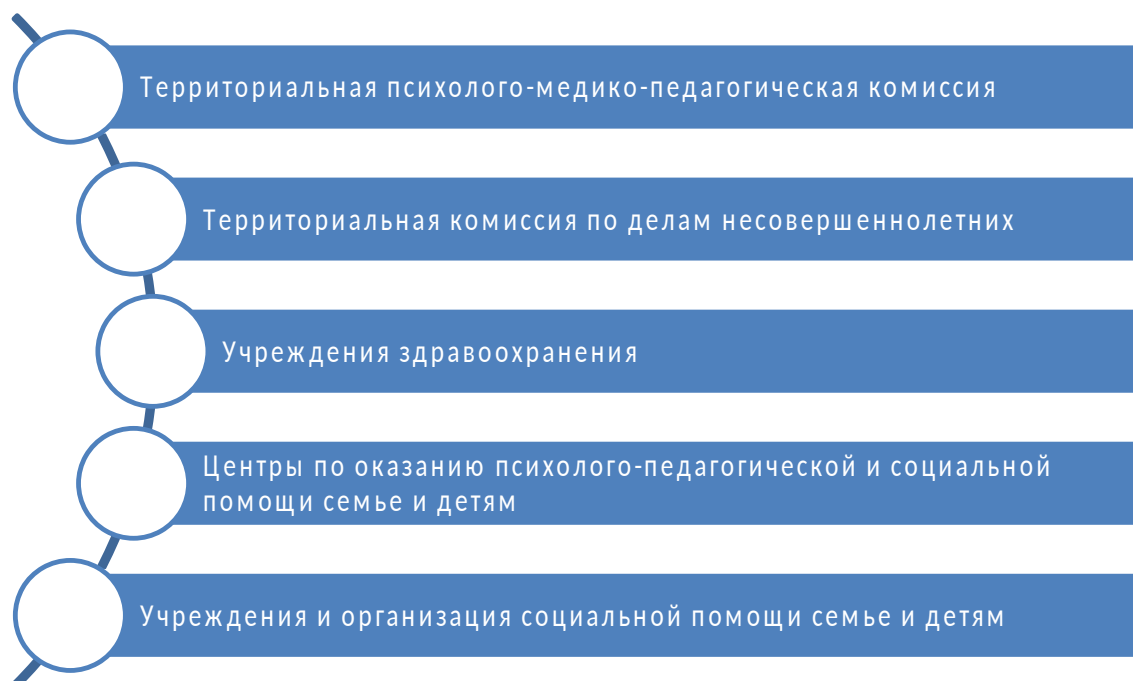 Территориальная психолого-медико-педагогическая комиссия
Территориальная комиссия по делам несовершеннолетних
Учреждения здравоохранения
Центры по оказанию психолого-педагогической и социальной
помощи семье и детям
Учреждения и организация социальной помощи семье и детям